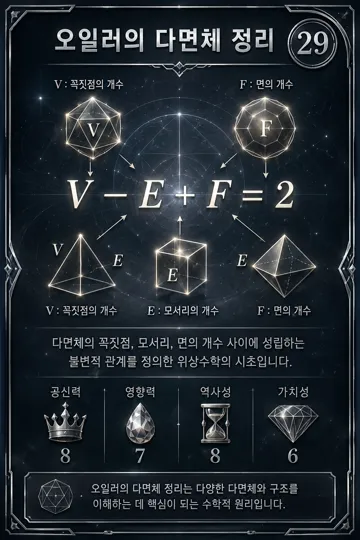 오일러의 다면체 정리
29
V : 꼭짓점의 개수
F : 면의 개수
V
F
V − E + F = 2
V
E
E
E
V : 꼭짓점의 개수
E : 모서리의 개수
F : 면의 개수
다면체의 꼭짓점, 모서리, 면의 개수 사이에 성립하는
불변적 관계를 정의한 위상수학의 시초입니다.
공신력
영향력
역사성
가치성
8
7
8
6
오일러의 다면체 정리는 다양한 다면체와 구조를
이해하는 데 핵심이 되는 수학적 원리입니다.